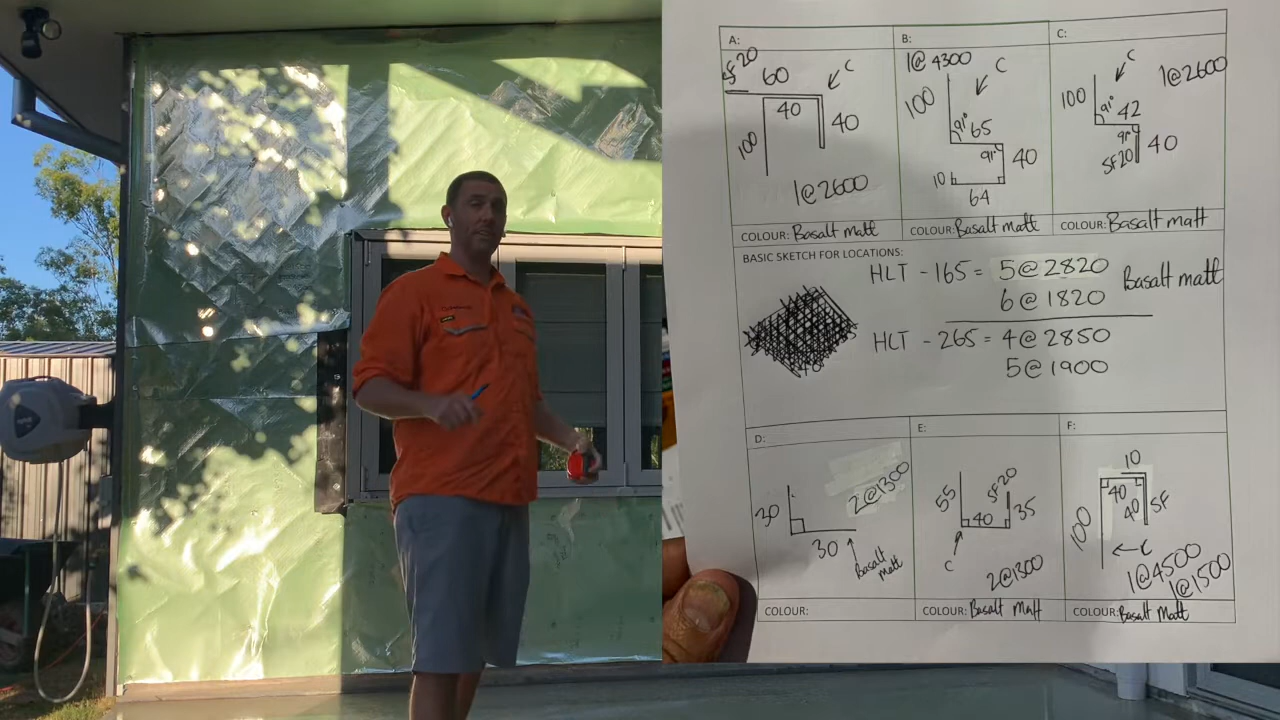 A:
SF20
60
C
40
100
40
1@2600
COLOUR: Basalt matt
B:
1@4300
C
100
91°
65
91°
40
10
64
COLOUR: Basalt matt
C:
C
1@2600
100
91°
42
91°
SF20
40
COLOUR: Basalt matt
BASIC SKETCH FOR LOCATIONS:
HLT - 165 = 5@2820
6@1820
Basalt matt
HLT - 265 = 4@2850
5@1900
D:
30
2@1300
30
Basalt matt
COLOUR:
E:
55
SF20
40
35
C
2@1300
COLOUR: Basalt Matt
F:
10
40
40
SF
100
C
1@4500
1@1500
COLOUR: Basalt Matt